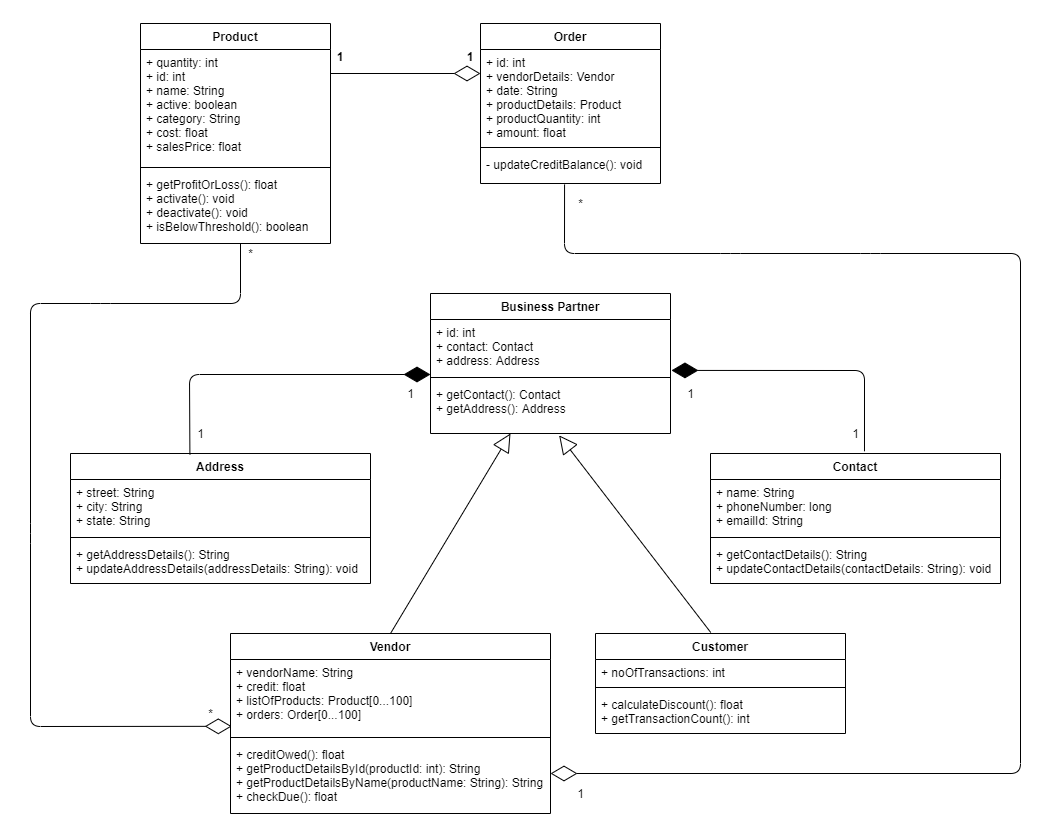 Product
+ quantity: int
+ id: int
+ name: String
+ active: boolean
+ category: String
+ cost: float
+ salesPrice: float
+ getProfitOrLoss(): float
+ activate(): void
+ deactivate(): void
+ isBelowThreshold(): boolean
1
1
Order
+ id: int
+ vendorDetails: Vendor
+ date: String
+ productDetails: Product
+ productQuantity: int
+ amount: float
- updateCreditBalance(): void
*
*
Business Partner
+ id: int
+ contact: Contact
+ address: Address
+ getContact(): Contact
+ getAddress(): Address
1
1
1
1
Address
+ street: String
+ city: String
+ state: String
+ getAddressDetails(): String
+ updateAddressDetails(addressDetails: String): void
Contact
+ name: String
+ phoneNumber: long
+ emailId: String
+ getContactDetails(): String
+ updateContactDetails(contactDetails: String): void
Vendor
+ vendorName: String
+ credit: float
+ listOfProducts: Product[0...100]
+ orders: Order[0...100]
+ creditOwed(): float
+ getProductDetailsById(productId: int): String
+ getProductDetailsByName(productName: String): String
+ checkDue(): float
*
1
Customer
+ noOfTransactions: int
+ calculateDiscount(): float
+ getTransactionCount(): int